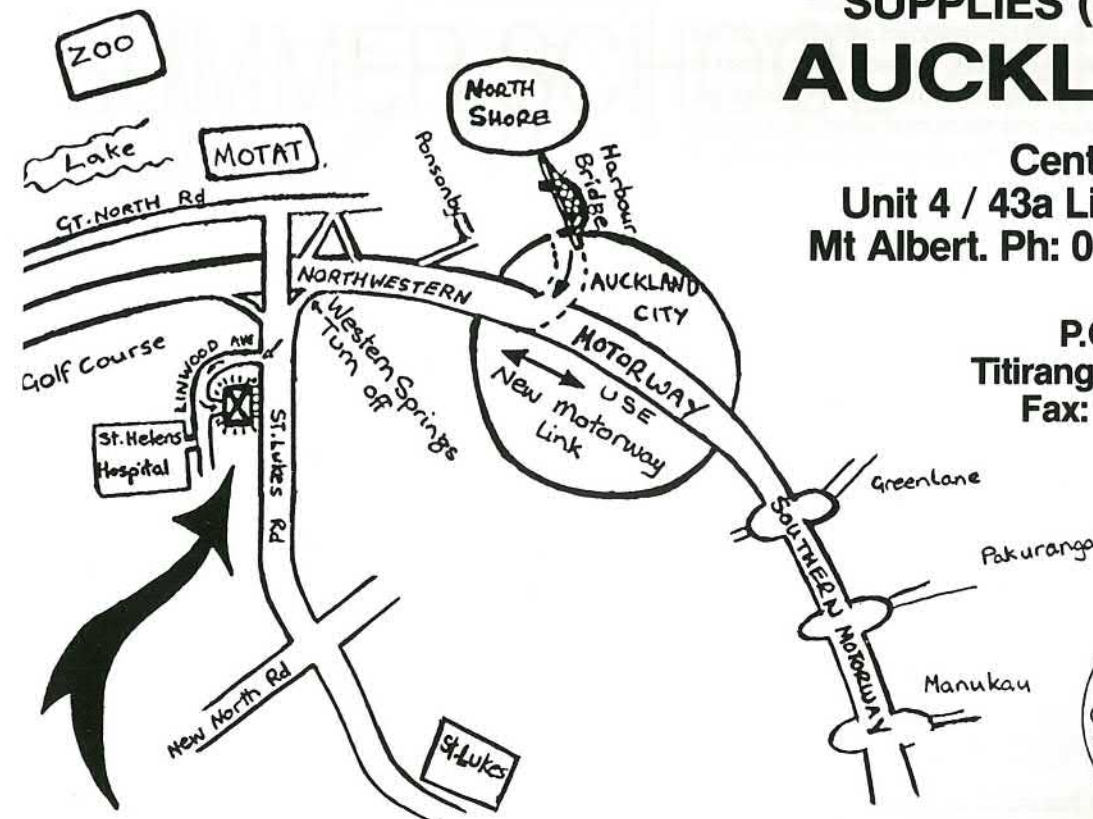 SUPPLIES (
AUCKL
Cent
Unit 4 / 43a Li
Mt Albert. Ph: 0
P.
Titirang
Fax:
ZOO
Lake
MOTAT
GT. NORTH Rd
Ponsonby
NORTH
SHORE
Harbour
Bridge
NORTHWESTERN
MOTORWAY
AUCKLAND
CITY
Western Springs
Turn off
USE
New Motorway
Link
Golf Course
LINWOOD AVE
St. Helens
Hospital
ST. LUKES Rd
Greenlane
SOUTHERN MOTORWAY
Pakuranga
Manukau
New North Rd
St. Lukes